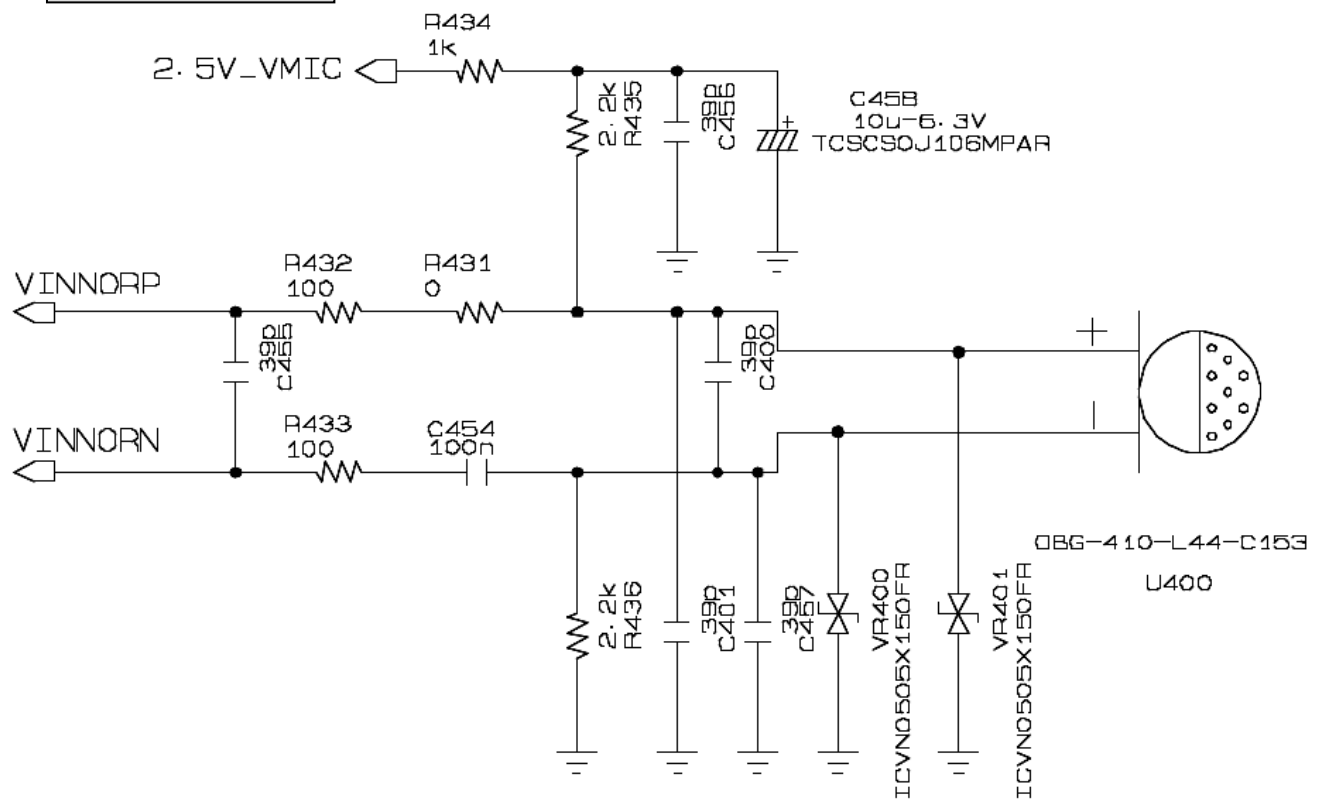 R434
1k
2.5V_VMIC
2.2k
R435
39p
C456
C458
10u-6.3V
TCSCS0J106MPAR
+
VINNORP
R432
100
R431
0
39p
C455
39p
C400
+
VINNORN
R433
100
C454
100n
-
2.2k
R436
39p
C401
39p
C457
VR400
ICVN0505X150FR
VR401
ICVN0505X150FR
OBG-410-L44-C153
U400